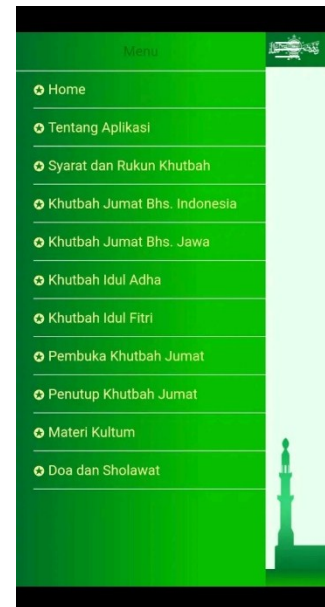 Menu
Home
Tentang Aplikasi
Syarat dan Rukun Khutbah
Khutbah Jumat Bhs. Indonesia
Khutbah Jumat Bhs. Jawa
Khutbah Idul Adha
Khutbah Idul Fitri
Pembuka Khutbah Jumat
Penutup Khutbah Jumat
Materi Kultum
Doa dan Sholawat